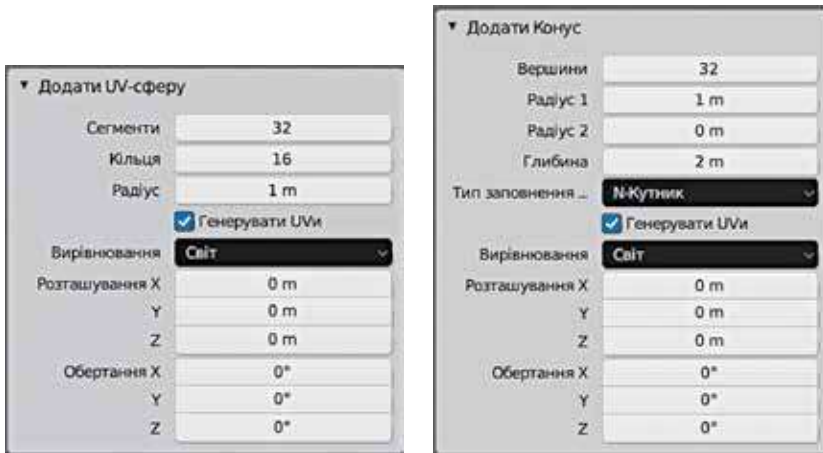 Додати UV-сферу
Сегменти 32
Кільця 16
Радіус 1 m
Генерувати UVи
Вирівнювання Світ
Розташування X 0 m
Y 0 m
Z 0 m
Обертання X 0°
Y 0°
Z 0°
Додати Конус
Вершини 32
Радіус 1 1 m
Радіус 2 0 m
Глибина 2 m
Тип заповнення ... N-Кутник
Генерувати UVи
Вирівнювання Світ
Розташування X 0 m
Y 0 m
Z 0 m
Обертання X 0°
Y 0°
Z 0°